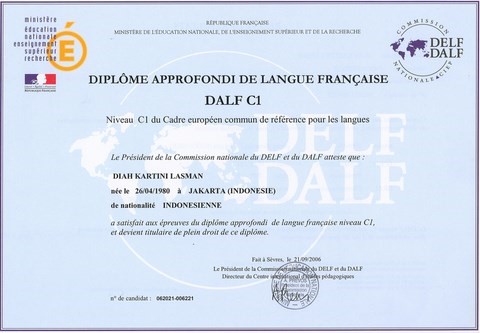 ministère
éducation
nationale
enseignement
supérieur
recherche
RÉPUBLIQUE FRANÇAISE
MINISTÈRE DE L'ÉDUCATION NATIONALE, DE L'ENSEIGNEMENT SUPÉRIEUR ET DE LA RECHERCHE
COMMISSION
DELF
DALF
NATIONALE CIEP
DIPLÔME APPROFONDI DE LANGUE FRANÇAISE
DALF C1
Niveau C1 du Cadre européen commun de référence pour les langues
DELF
DALF
Le Président de la Commission nationale du DELF et du DALF atteste que :
DIAH KARTINI LASMAN
née le 26/04/1980 à JAKARTA (INDONESIE)
de nationalité INDONESIENNE
a satisfait aux épreuves du diplôme approfondi de langue française niveau C1,
et devient titulaire de plein droit de ce diplôme.
Fait à Sèvres, le 21/09/2006
Le Président de la Commission nationale du DELF et du DALF
Directeur du Centre international d'études pédagogiques
n° de candidat : 062021-006221